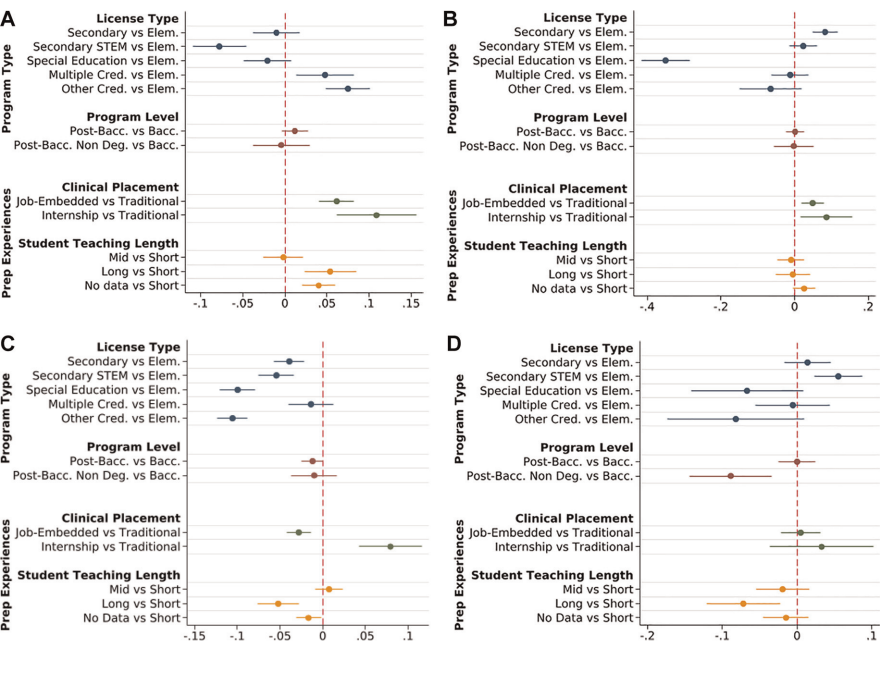 A
Program Type
License Type
Secondary vs Elem.
Secondary STEM vs Elem.
Special Education vs Elem.
Multiple Cred. vs Elem.
Other Cred. vs Elem.
Program Level
Post-Bacc. vs Bacc.
Post-Bacc. Non Deg. vs Bacc.
Prep Experiences
Clinical Placement
Job-Embedded vs Traditional
Internship vs Traditional
Student Teaching Length
Mid vs Short
Long vs Short
No data vs Short
-.1 -.05 0 .05 .1 .15
B
Program Type
License Type
Secondary vs Elem.
Secondary STEM vs Elem.
Special Education vs Elem.
Multiple Cred. vs Elem.
Other Cred. vs Elem.
Program Level
Post-Bacc. vs Bacc.
Post-Bacc. Non Deg. vs Bacc.
Prep Experiences
Clinical Placement
Job-Embedded vs Traditional
Internship vs Traditional
Student Teaching Length
Mid vs Short
Long vs Short
No data vs Short
-.4 -.2 0 .2
C
Program Type
License Type
Secondary vs Elem.
Secondary STEM vs Elem.
Special Education vs Elem.
Multiple Cred. vs Elem.
Other Cred. vs Elem.
Program Level
Post-Bacc. vs Bacc.
Post-Bacc. Non Deg. vs Bacc.
Prep Experiences
Clinical Placement
Job-Embedded vs Traditional
Internship vs Traditional
Student Teaching Length
Mid vs Short
Long vs Short
No Data vs Short
-.15 -.1 -.05 0 .05 .1
D
Program Type
License Type
Secondary vs Elem.
Secondary STEM vs Elem.
Special Education vs Elem.
Multiple Cred. vs Elem.
Other Cred. vs Elem.
Program Level
Post-Bacc. vs Bacc.
Post-Bacc. Non Deg. vs Bacc.
Prep Experiences
Clinical Placement
Job-Embedded vs Traditional
Internship vs Traditional
Student Teaching Length
Mid vs Short
Long vs Short
No Data vs Short
-.2 -.1 0 .1